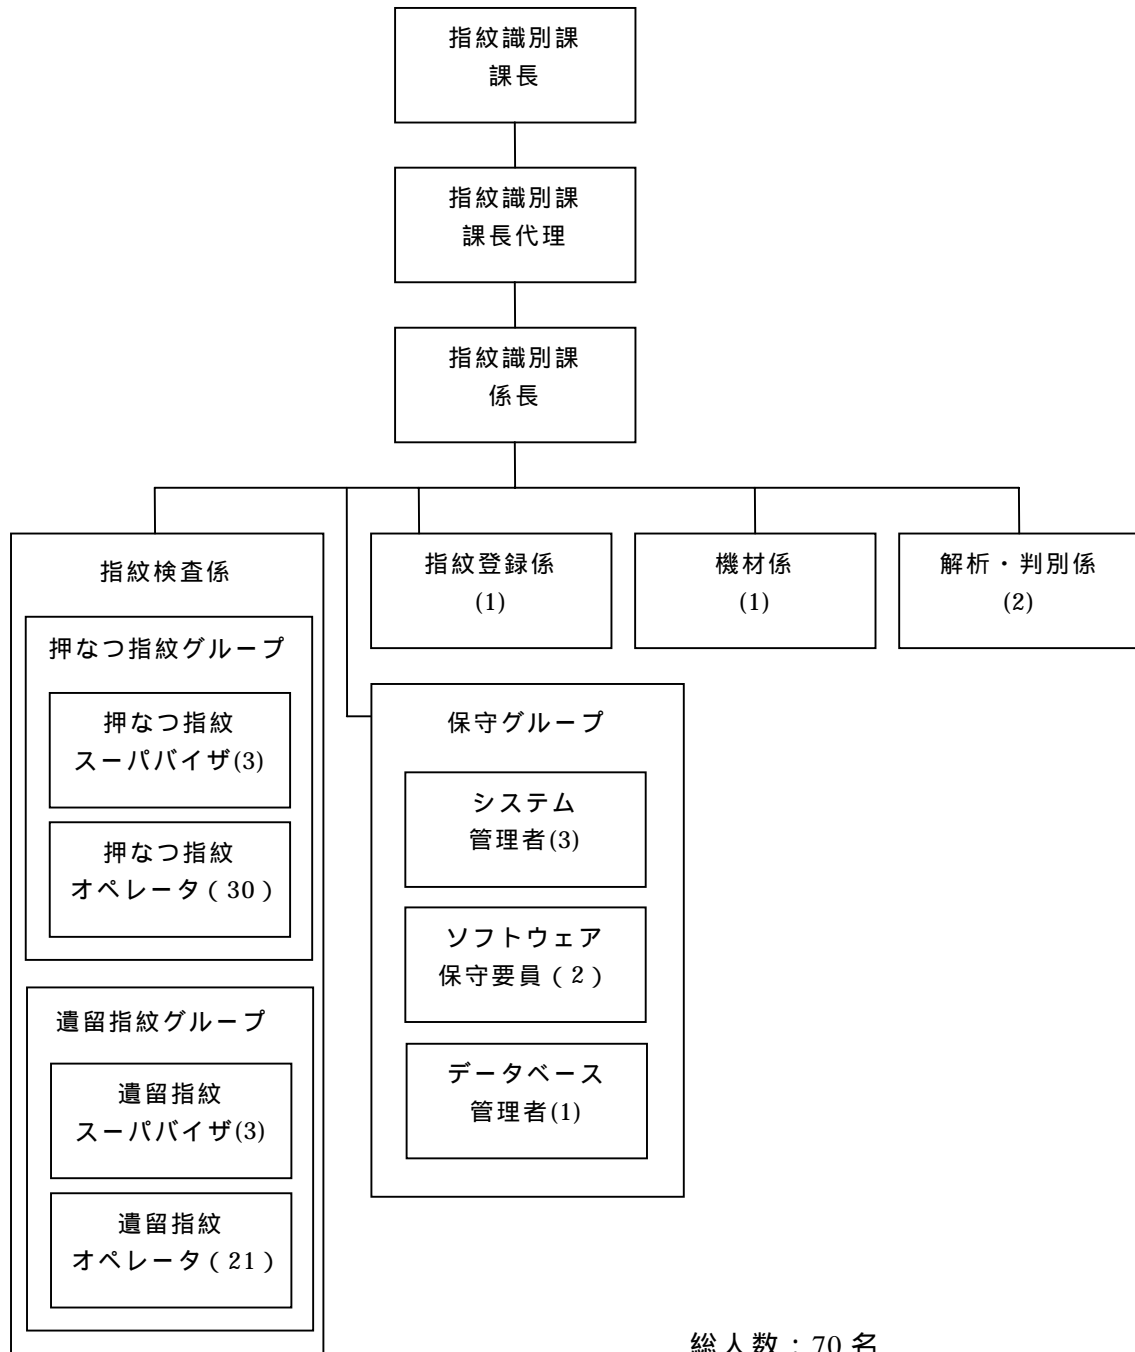 指紋識別課
課長
指紋識別課
課長代理
指紋識別課
係長
指紋検査係
押なつ指紋グループ
押なつ指紋
スーパバイザ(3)
押なつ指紋
オペレータ(30)
遺留指紋グループ
遺留指紋
スーパバイザ(3)
遺留指紋
オペレータ(21)
指紋登録係
(1)
機材係
(1)
解析・判別係
(2)
保守グループ
システム
管理者(3)
ソフトウェア
保守要員(2)
データベース
管理者(1)
総人数:70名